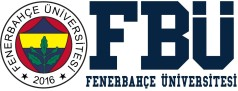 FENERBAHÇE ÜNİVERSİTESİ
2016
FBÜ
FENERBAHÇE ÜNİVERSİTESİ